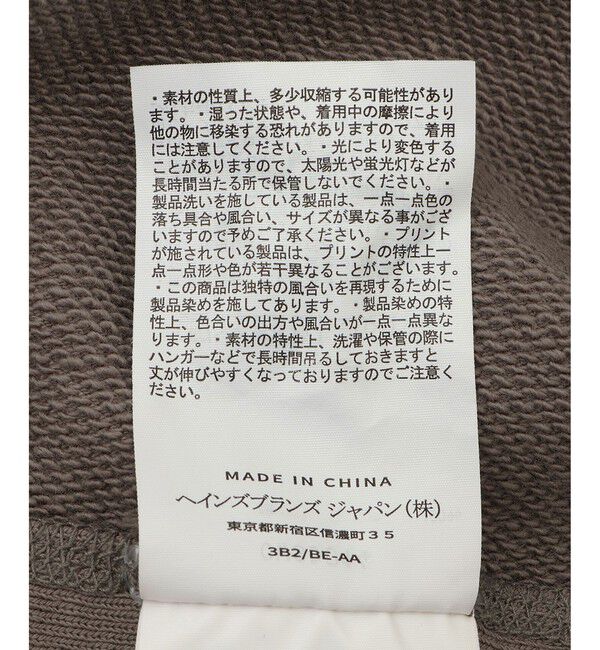 ・素材の性質上、多少収縮する可能性があり
ます。・湿った状態や、着用中の摩擦により
他の物に移染する恐れがありますので、着用
には注意してください。・光により変色する
ことがありますので、太陽光や蛍光灯などが
長時間当たる所で保管しないでください。・
製品洗いを施している製品は、一点一点色の
落ち具合や風合い、サイズが異なる事がござ
いますので予めご了承ください。・プリント
が施されている製品は、プリントの特性上一
点一点形や色が若干異なることがございます。
・この商品は独特の風合いを再現するために
製品染めを施してあります。・製品染めの特
性上、色合いの出方や風合いが一点一点異な
ります。・素材の特性上、洗濯や保管の際に
ハンガーなどで長時間吊るしておきますと
丈が伸びやすくなっておりますのでご注意く
ださい。
MADE IN CHINA
ヘインズブランズ ジャパン(株)
東京都新宿区信濃町35
3B2/BE-AA